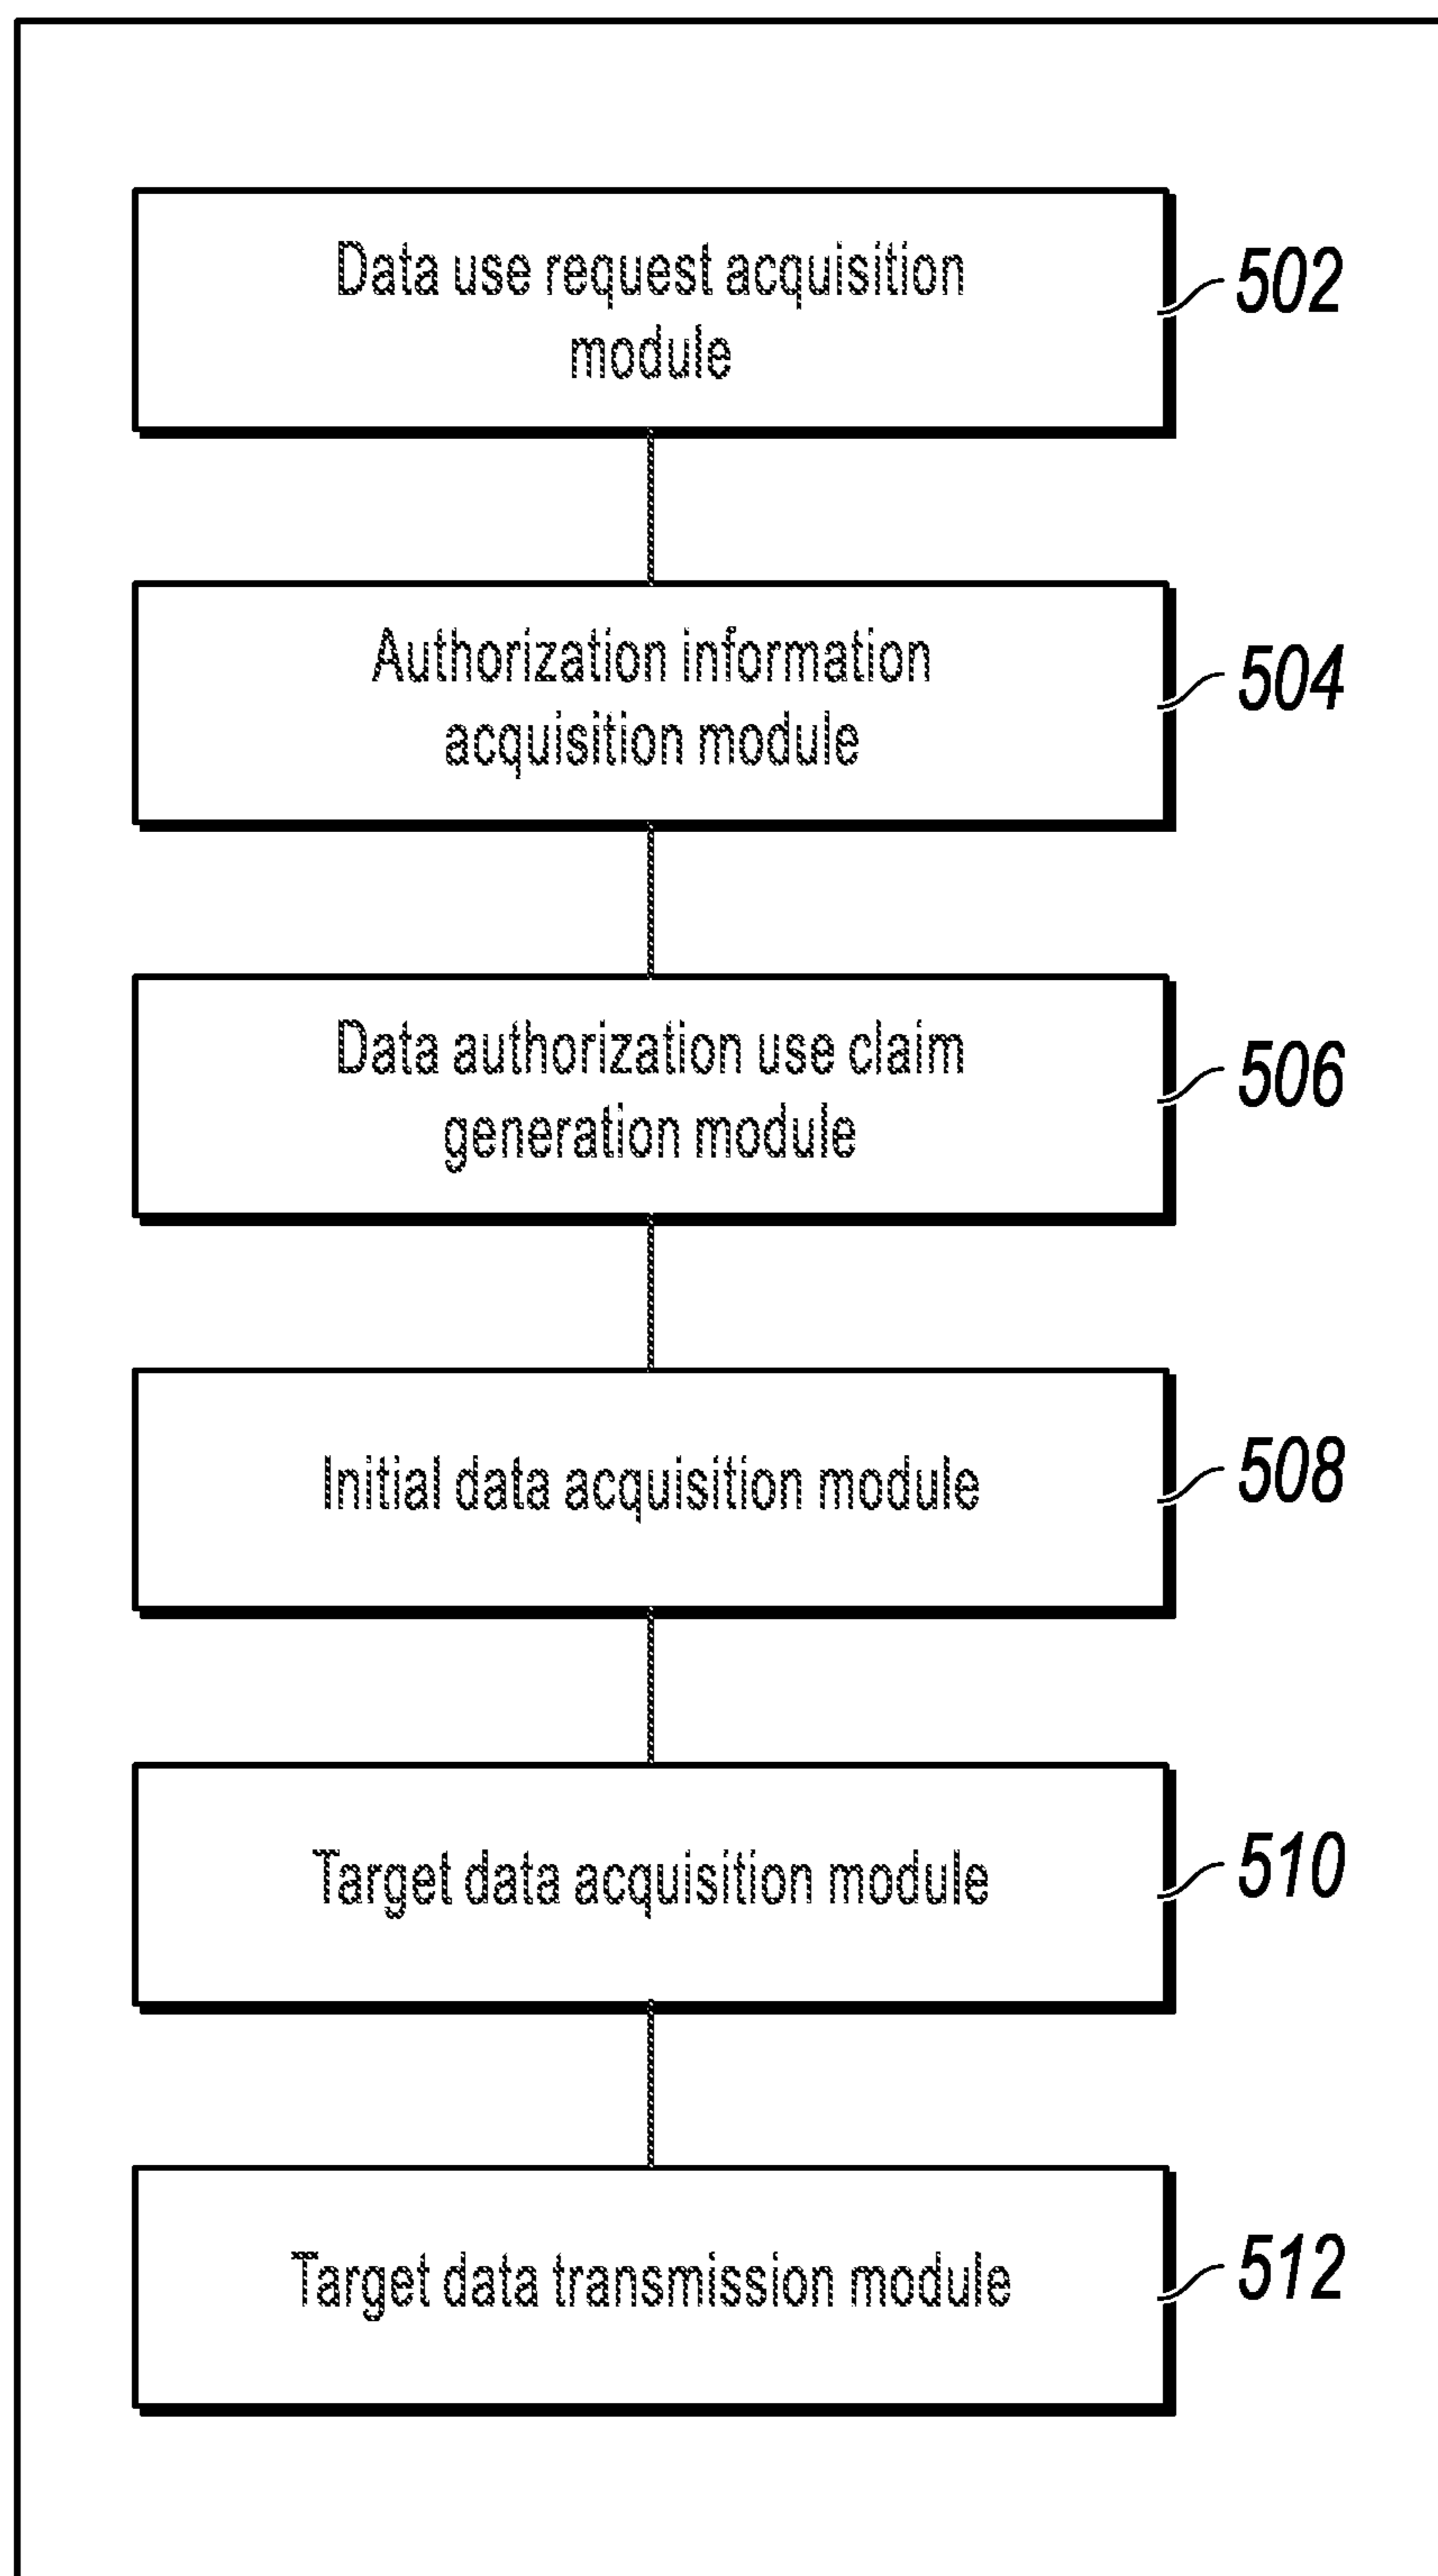 Data use request acquisition
module
502
Authorization information
acquisition module
504
Data authorization use claim
generation module
506
Initial data acquisition module
508
Target data acquisition module
510
Target data transmission module
512